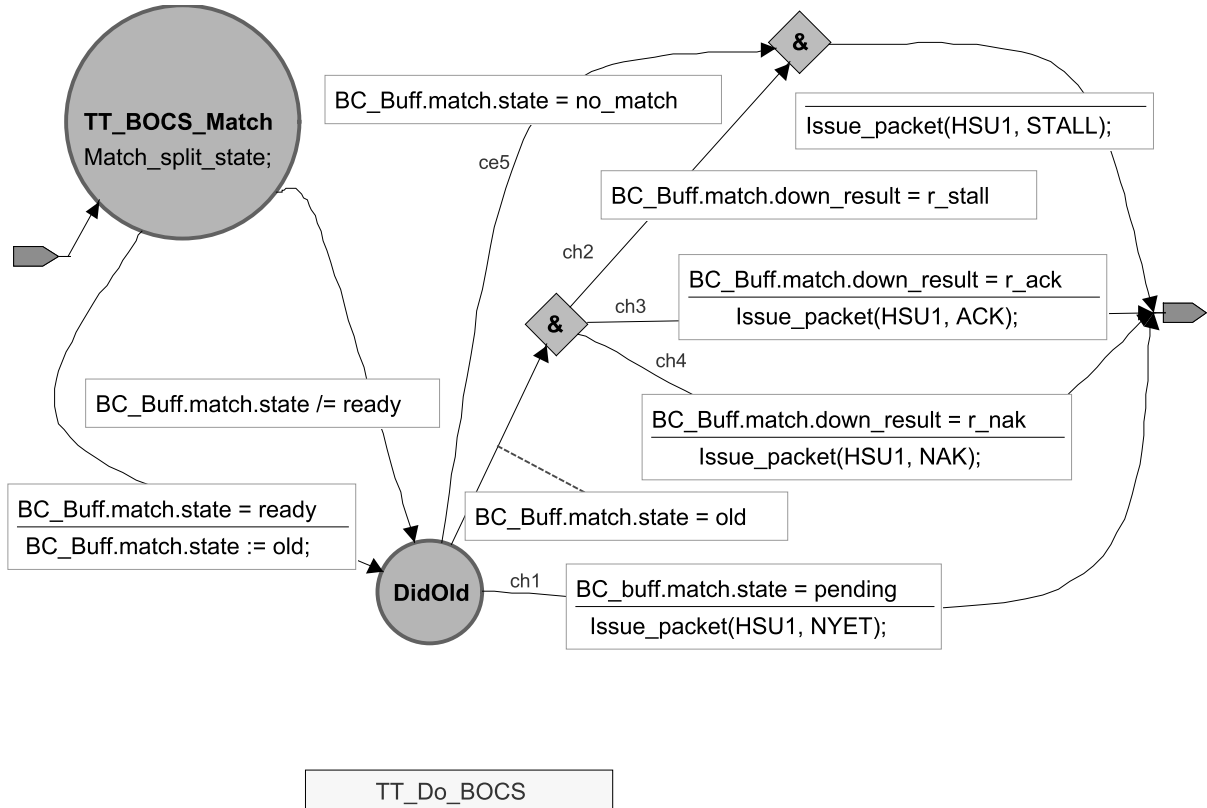 &
BC_Buff.match.state = no_match
TT_BOCS_Match
Match_split_state;
Issue_packet(HSU1, STALL);
ce5
BC_Buff.match.down_result = r_stall
ch2
BC_Buff.match.down_result = r_ack
Issue_packet(HSU1, ACK);
ch3
&
ch4
BC_Buff.match.state /= ready
BC_Buff.match.down_result = r_nak
Issue_packet(HSU1, NAK);
BC_Buff.match.state = ready
BC_Buff.match.state := old;
BC_Buff.match.state = old
DidOld
ch1
BC_buff.match.state = pending
Issue_packet(HSU1, NYET);
TT_Do_BOCS